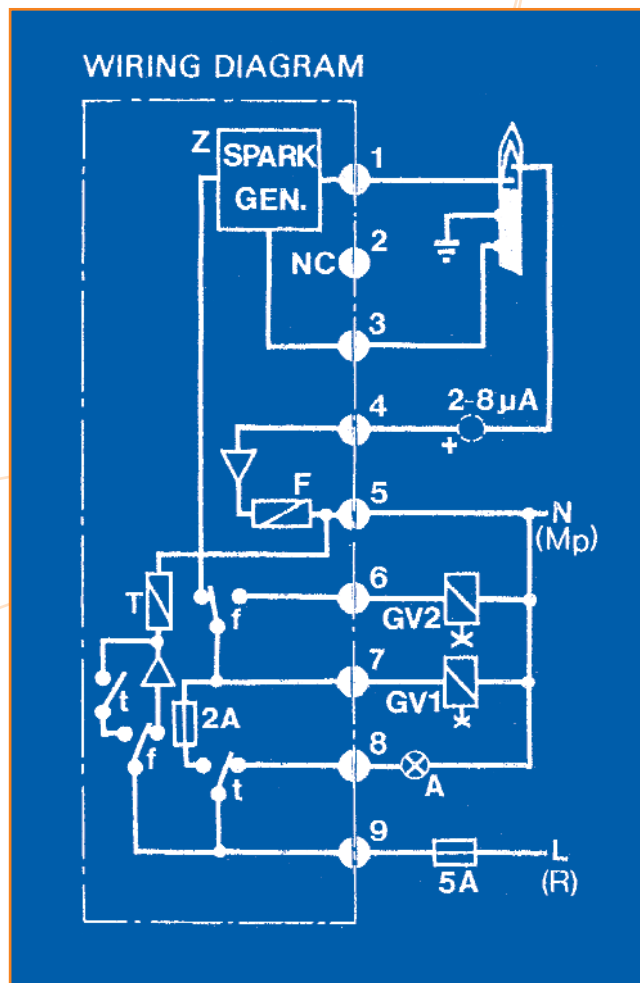 WIRING DIAGRAM
Z
SPARK
GEN.
1
2
NC
3
4
2-8µA
+
F
5
N
(Mp)
T
6
f
GV2
7
t
2A
GV1
f
8
t
A
9
5A
L
(R)